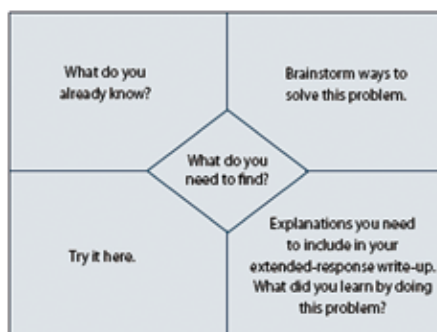 What do you
already know?
Brainstorm ways to
solve this problem.
What do you
need to find?
Try it here.
Explanations you need
to include in your
extended-response write-up.
What did you learn by doing
this problem?